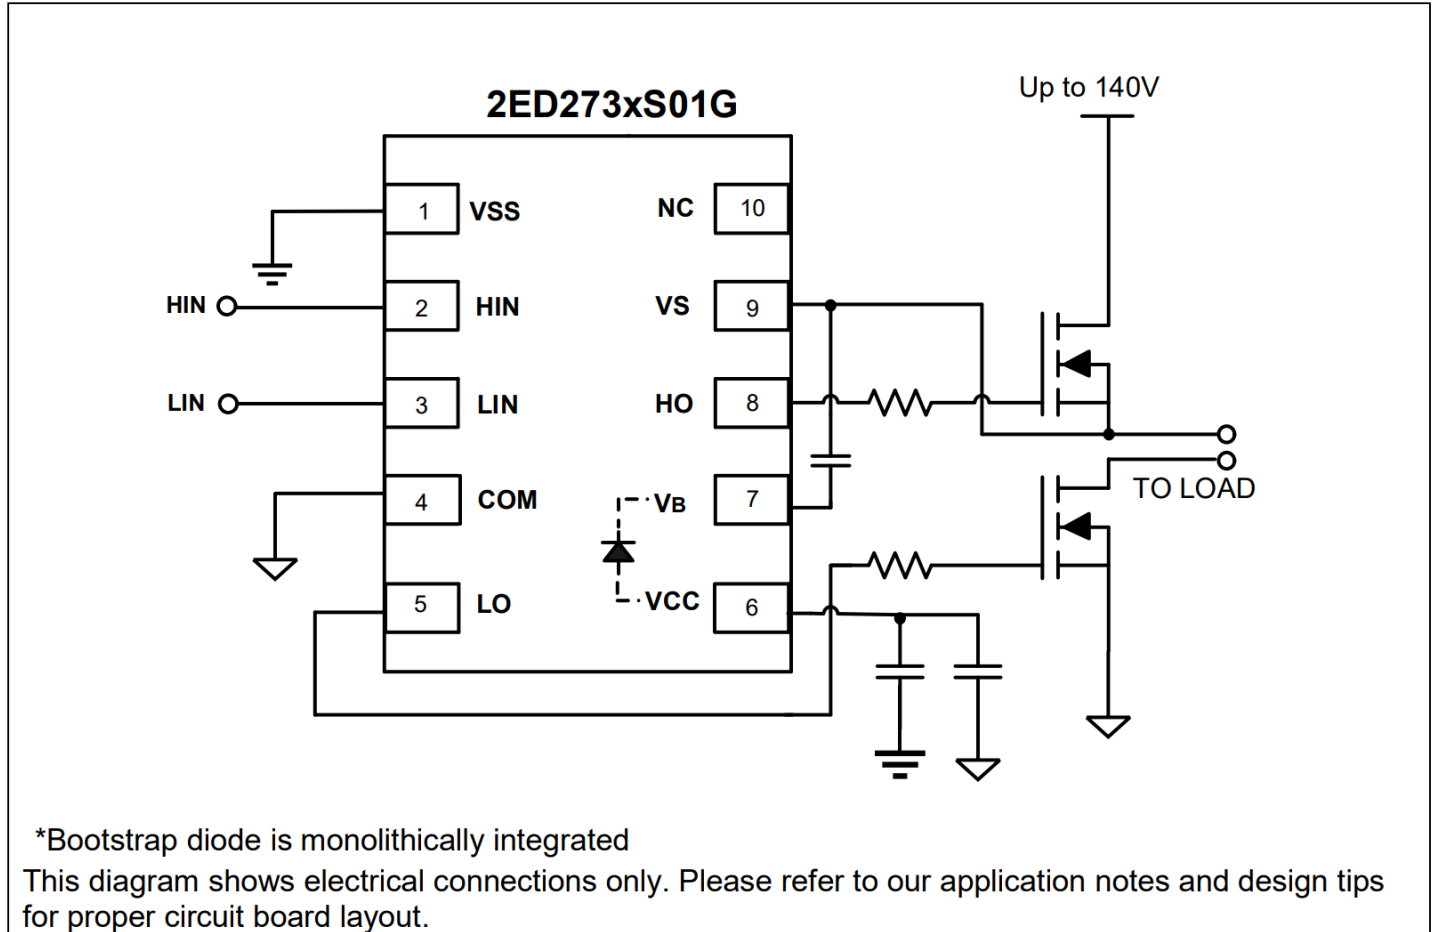 2ED273xS01G
Up to 140V
1 VSS
NC 10
HIN 2 HIN
VS 9
LIN 3 LIN
HO 8
4 COM
VB 7
TO LOAD
5 LO
VCC 6
*Bootstrap diode is monolithically integrated
This diagram shows electrical connections only. Please refer to our application notes and design tips
for proper circuit board layout.